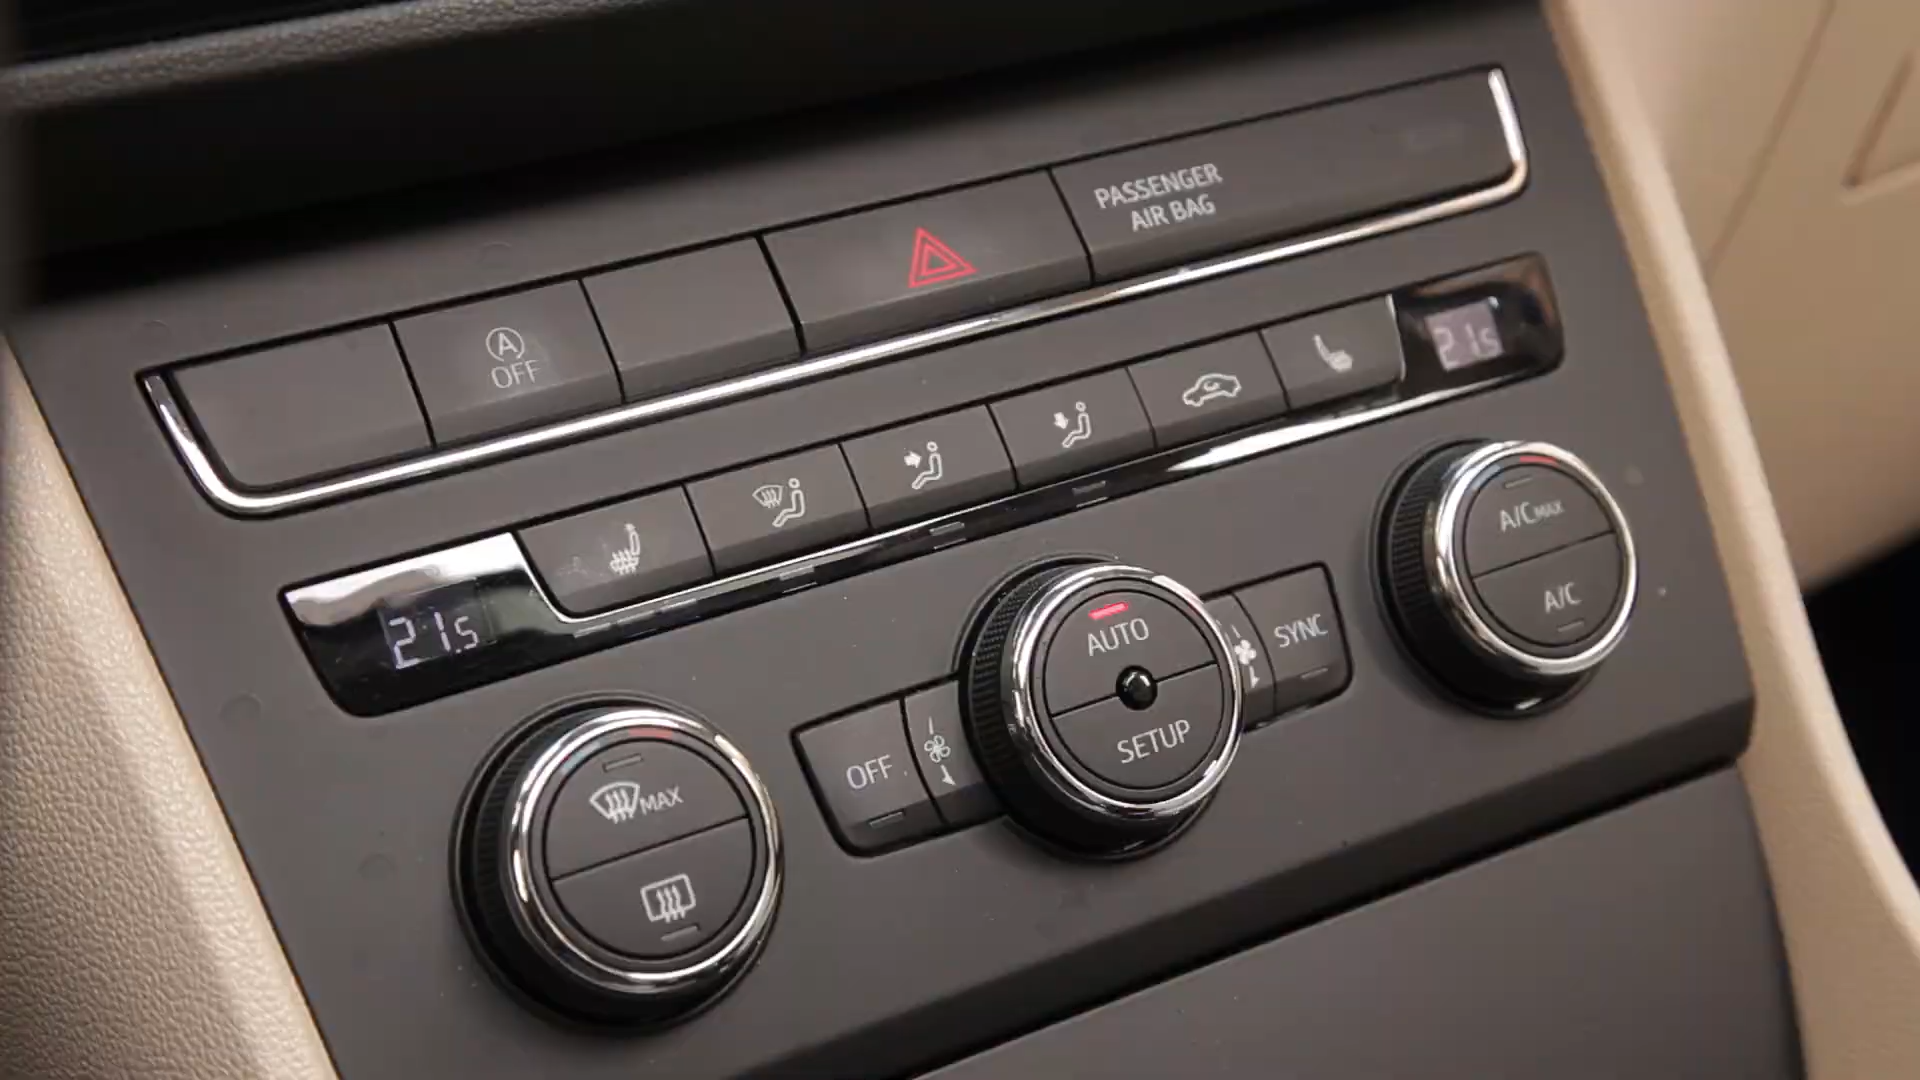 PASSENGER
AIR BAG
A
OFF
21.5
21.5
A/C MAX
A/C
AUTO
SYNC
SETUP
OFF
MAX